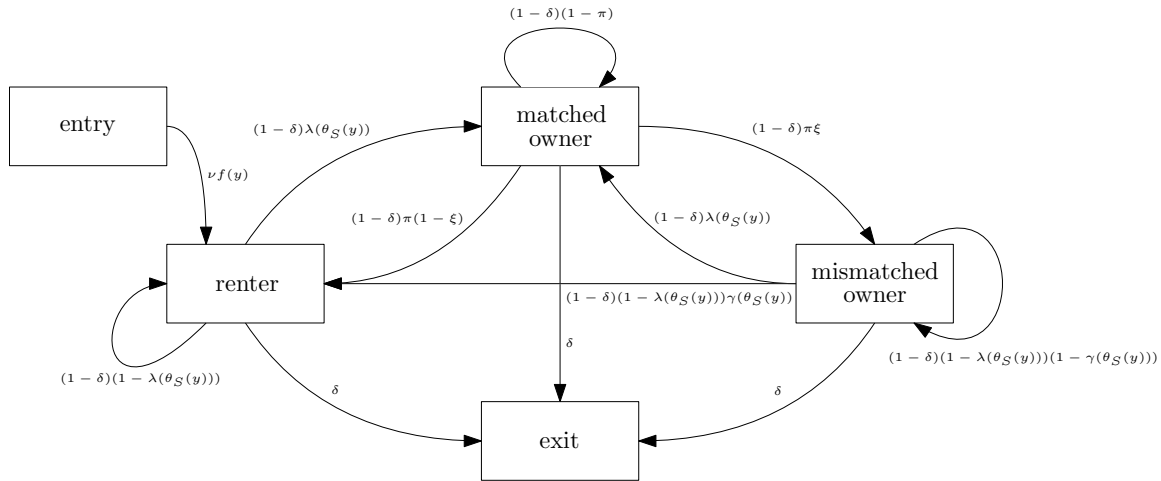 (1 − δ)(1 − π)
entry
matched
owner
(1 − δ)λ(θ_S(y))
(1 − δ)πξ
νf(y)
(1 − δ)π(1 − ξ)
(1 − δ)λ(θ_S(y))
renter
mismatched
owner
(1 − δ)(1 − λ(θ_S(y)))γ(θ_S(y))
δ
(1 − δ)(1 − λ(θ_S(y)))(1 − γ(θ_S(y)))
(1 − δ)(1 − λ(θ_S(y)))
δ
δ
exit